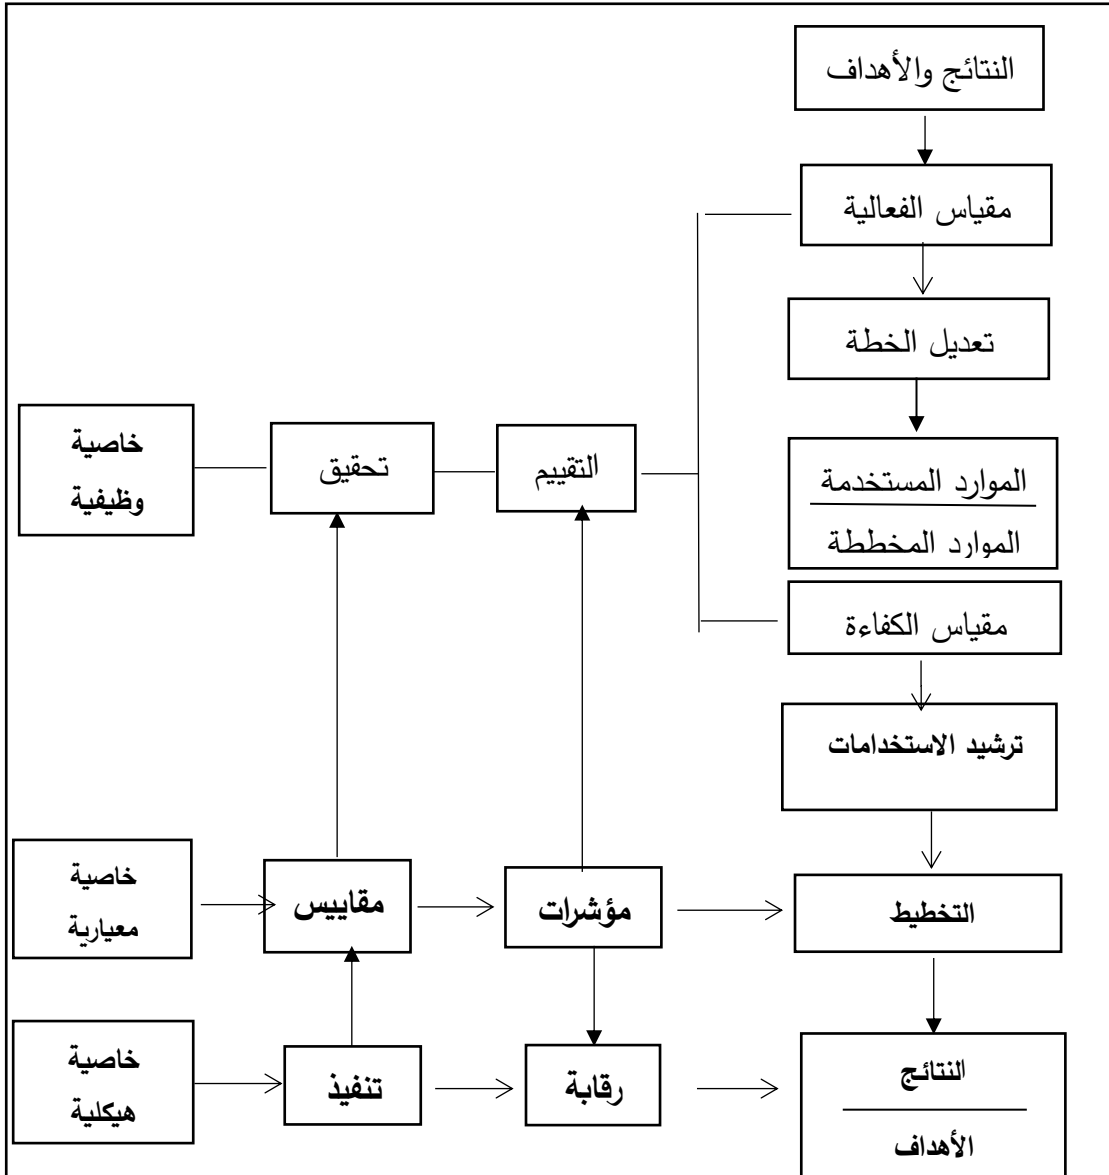 النتائج والأهداف
مقياس الفعالية
تعديل الخطة
خاصية
وظيفية
تحقيق
التقييم
الموارد المستخدمة
الموارد المخططة
مقياس الكفاءة
ترشيد الاستخدامات
خاصية
معيارية
مقاييس
مؤشرات
التخطيط
خاصية
هيكلية
تنفيذ
رقابة
النتائج
الأهداف